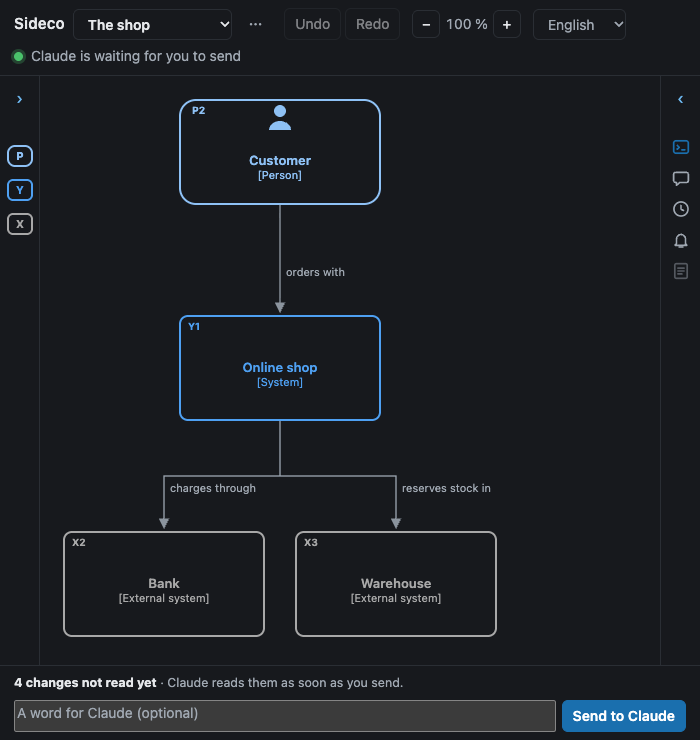 Sideco
The shop
...
Undo
Redo
−
100 %
+
English
Claude is waiting for you to send
P
Y
X
P2
Customer
[Person]
orders with
Y1
Online shop
[System]
charges through
reserves stock in
X2
Bank
[External system]
X3
Warehouse
[External system]
4 changes not read yet · Claude reads them as soon as you send.
A word for Claude (optional)
Send to Claude